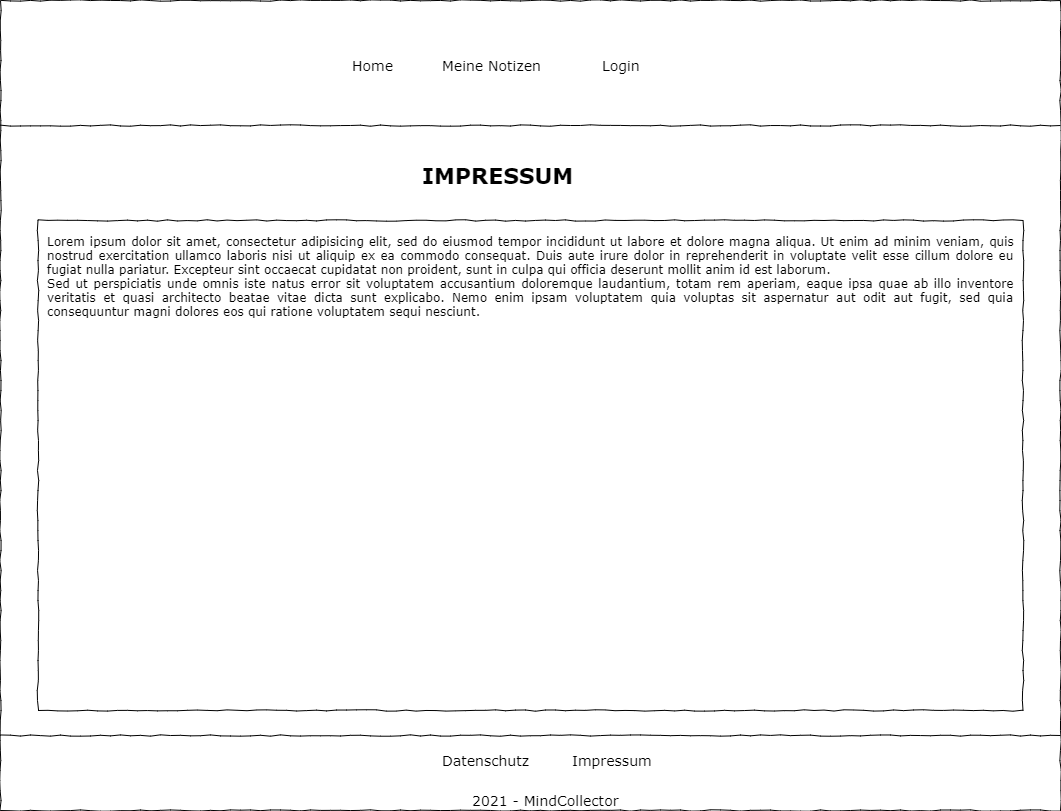 Home Meine Notizen Login
IMPRESSUM
Lorem ipsum dolor sit amet, consectetur adipisicing elit, sed do eiusmod tempor incididunt ut labore et dolore magna aliqua. Ut enim ad minim veniam, quis
nostrud exercitation ullamco laboris nisi ut aliquip ex ea commodo consequat. Duis aute irure dolor in reprehenderit in voluptate velit esse cillum dolore eu
fugiat nulla pariatur. Excepteur sint occaecat cupidatat non proident, sunt in culpa qui officia deserunt mollit anim id est laborum.
Sed ut perspiciatis unde omnis iste natus error sit voluptatem accusantium doloremque laudantium, totam rem aperiam, eaque ipsa quae ab illo inventore
veritatis et quasi architecto beatae vitae dicta sunt explicabo. Nemo enim ipsam voluptatem quia voluptas sit aspernatur aut odit aut fugit, sed quia
consequuntur magni dolores eos qui ratione voluptatem sequi nesciunt.
Datenschutz Impressum
2021 - MindCollector